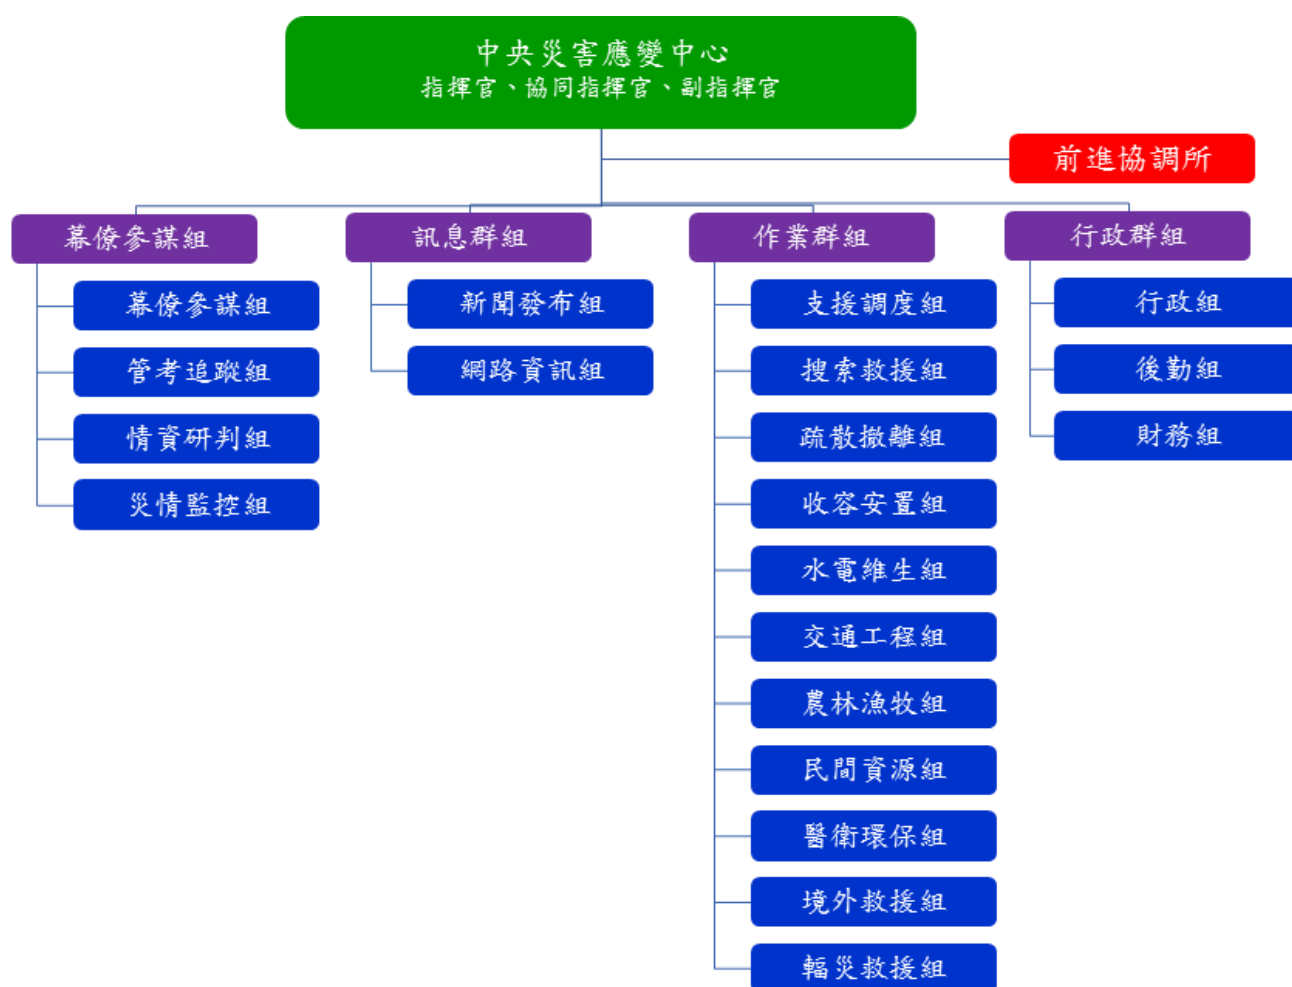 中央災害應變中心
指揮官、協同指揮官、副指揮官
前進協調所
幕僚參謀組
幕僚參謀組
管考追蹤組
情資研判組
災情監控組
訊息群組
新聞發布組
網路資訊組
作業群組
支援調度組
搜索救援組
疏散撤離組
收容安置組
水電維生組
交通工程組
農林漁牧組
民間資源組
醫衛環保組
境外救援組
輻災救援組
行政群組
行政組
後勤組
財務組